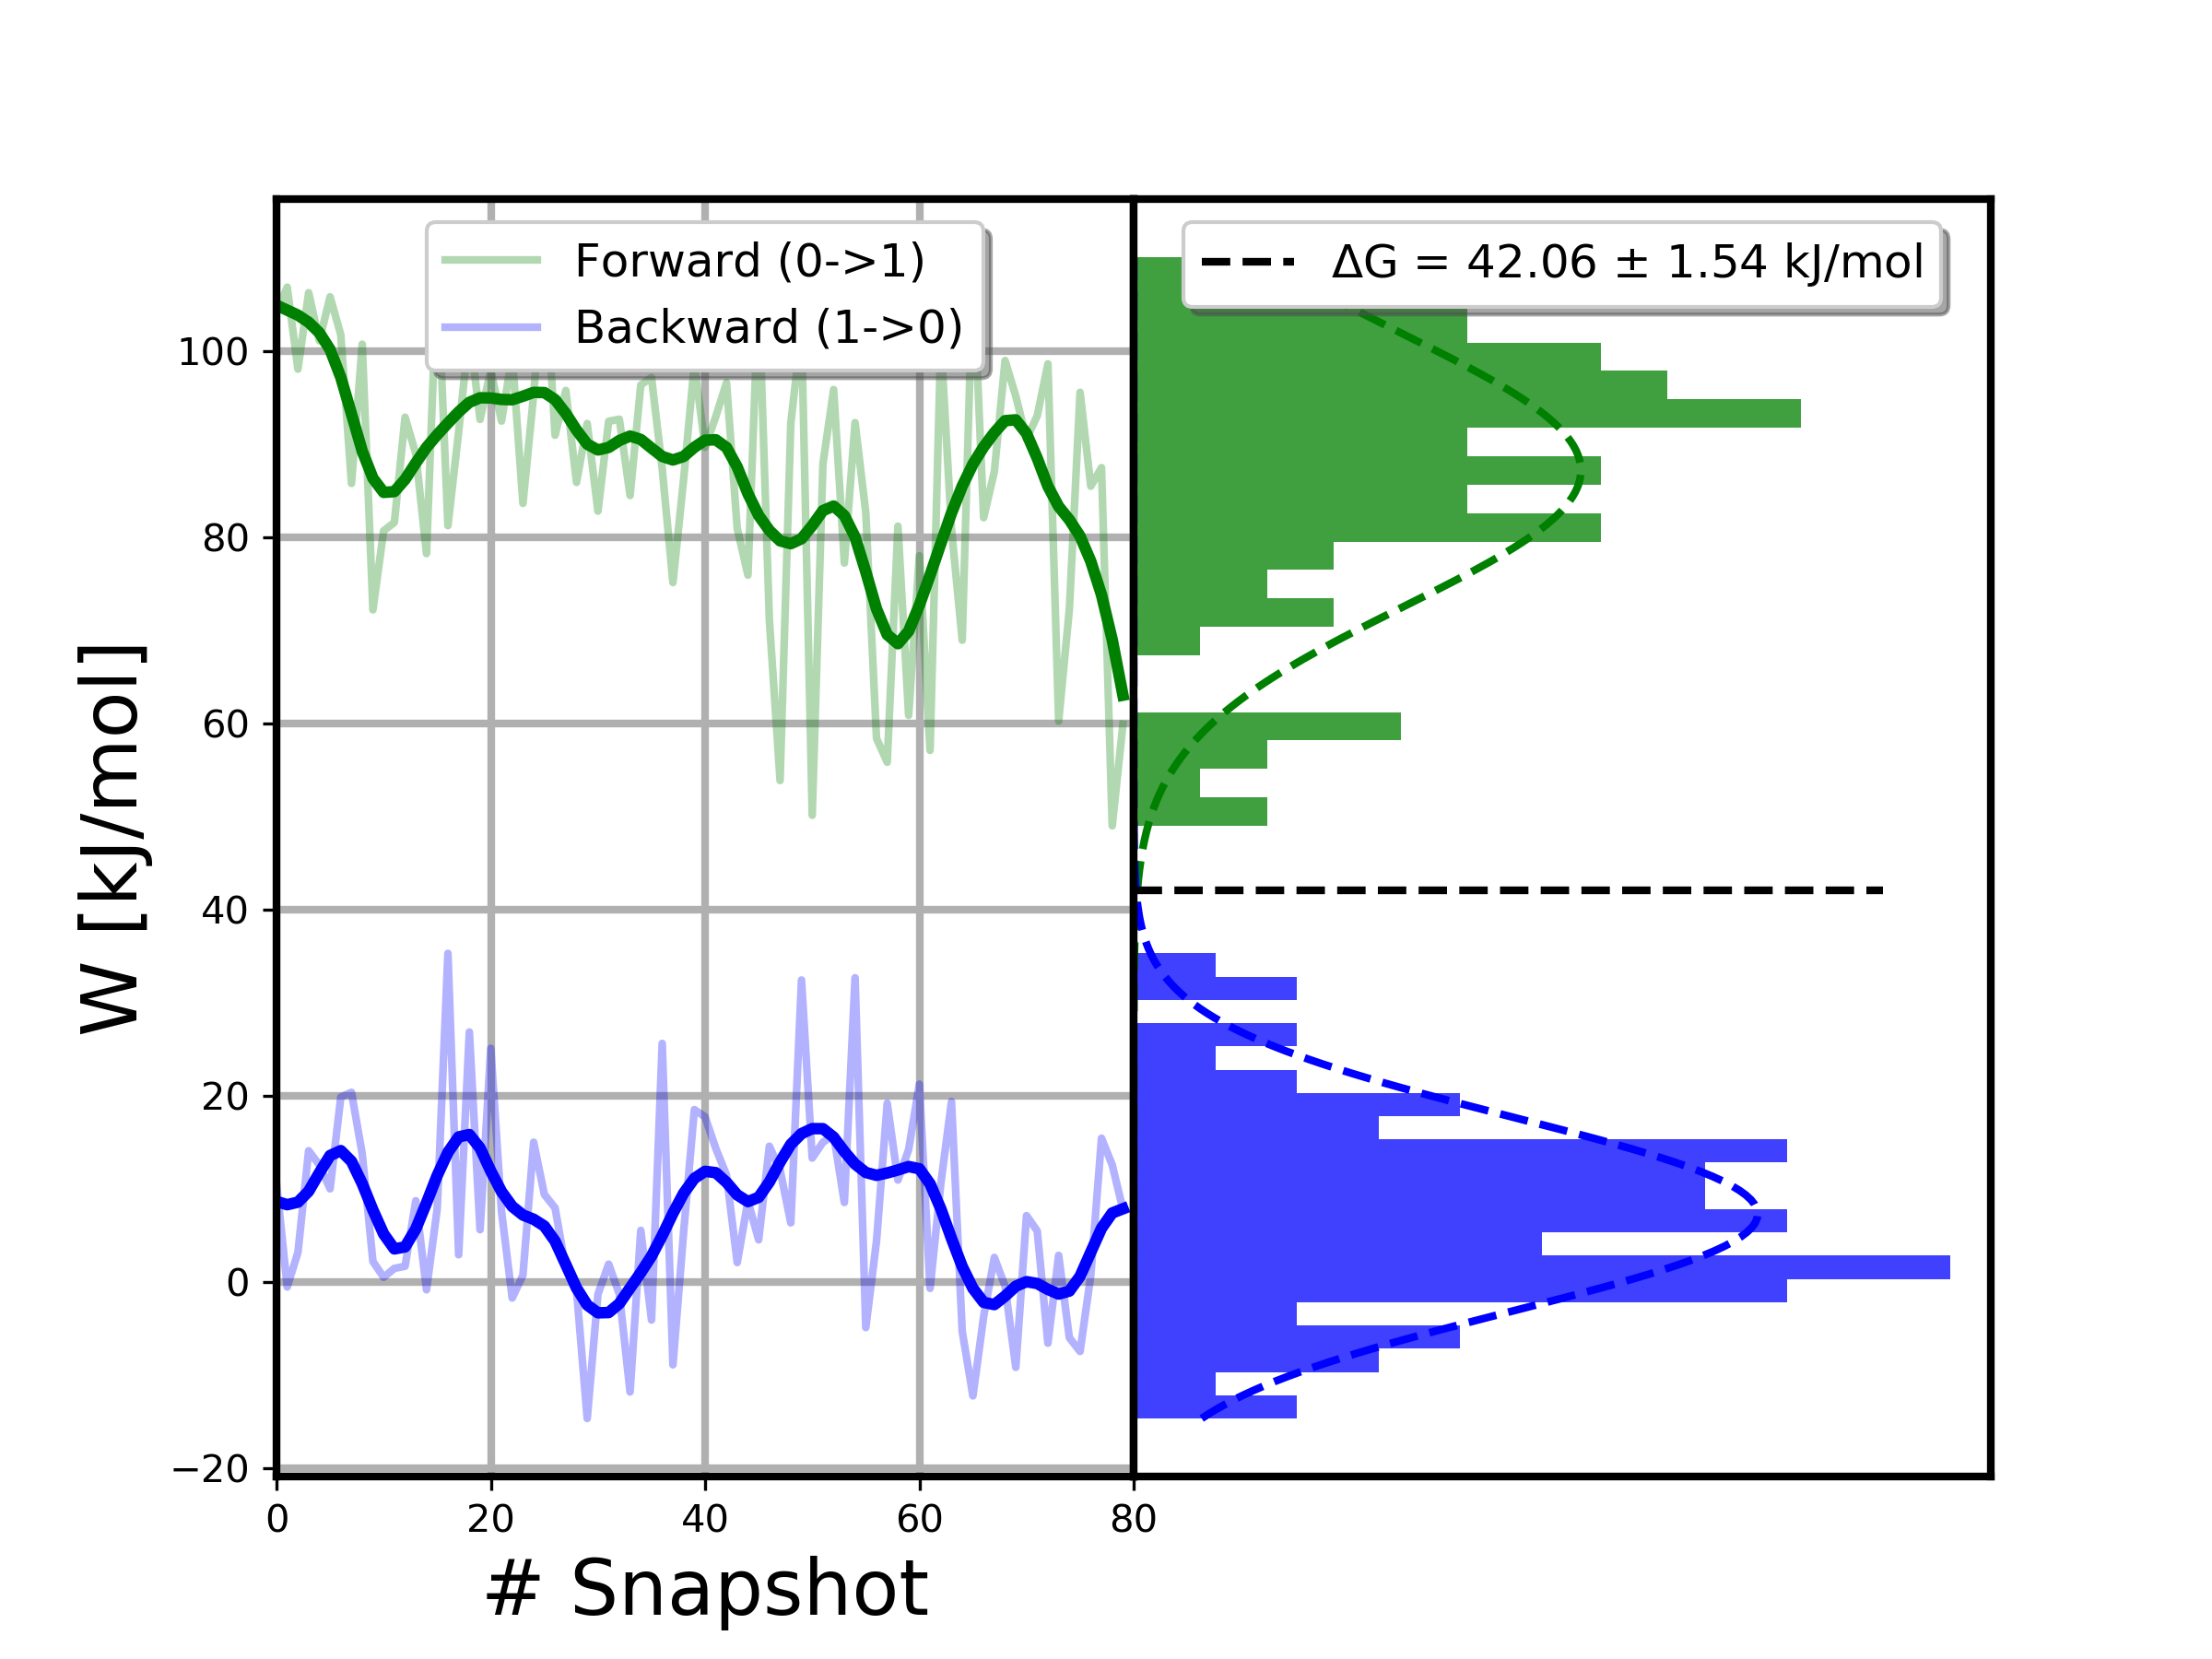 Forward (0->1)
Backward (1->0)
ΔG = 42.06 ± 1.54 kJ/mol
W [kJ/mol]
100
80
60
40
20
0
−20
0 20 40 60 80
# Snapshot